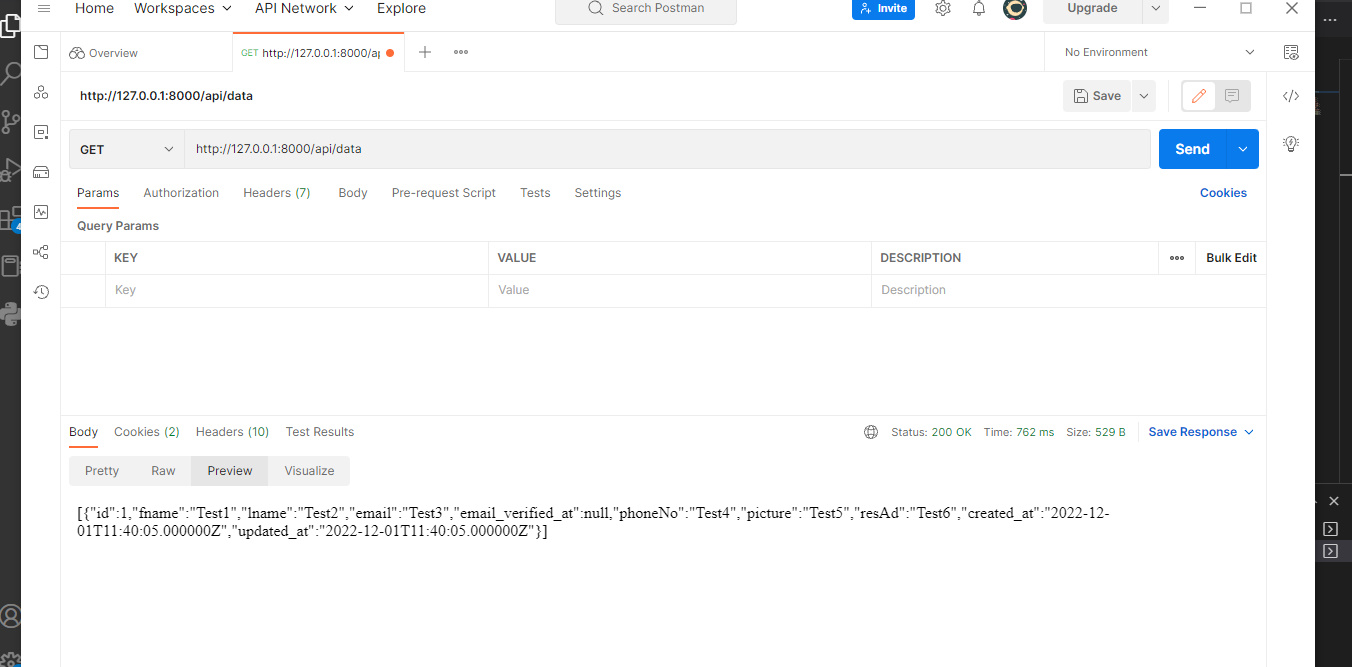 Home Workspaces API Network Explore Search Postman Invite Upgrade
Overview GET http://127.0.0.1:8000/ap No Environment
http://127.0.0.1:8000/api/data Save
GET http://127.0.0.1:8000/api/data Send
Params Authorization Headers (7) Body Pre-request Script Tests Settings Cookies
Query Params
KEY VALUE DESCRIPTION Bulk Edit
Key Value Description
Body Cookies (2) Headers (10) Test Results Status: 200 OK Time: 762 ms Size: 529 B Save Response
Pretty Raw Preview Visualize
[{"id":1,"fname":"Test1","lname":"Test2","email":"Test3","email_verified_at":null,"phoneNo":"Test4","picture":"Test5","resAd":"Test6","created_at":"2022-12-
01T11:40:05.000000Z","updated_at":"2022-12-01T11:40:05.000000Z"}]